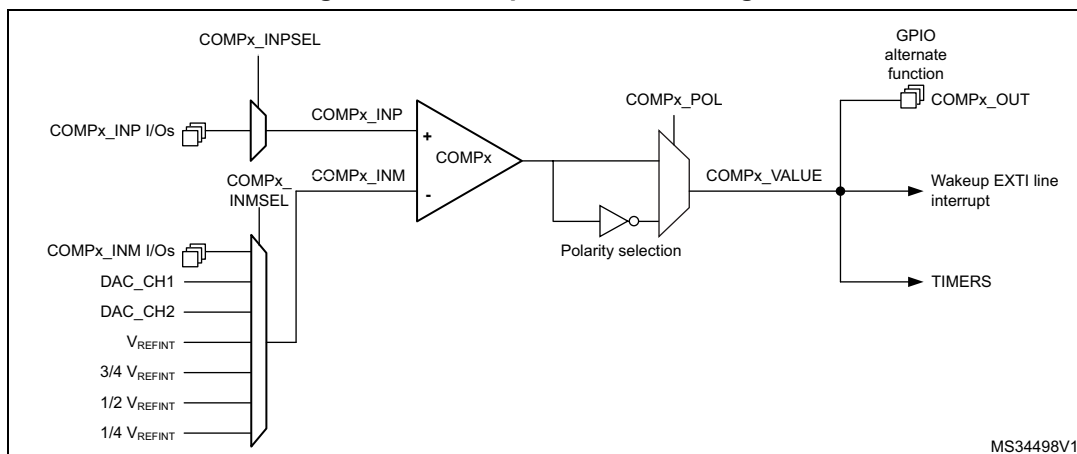 COMPx_INPSEL
COMPx_INP I/Os
COMPx_INP
+
COMPx
-
COMPx_INM
COMPx_
INMSEL
COMPx_INM I/Os
DAC_CH1
DAC_CH2
VREFINT
3/4 VREFINT
1/2 VREFINT
1/4 VREFINT
COMPx_POL
Polarity selection
COMPx_VALUE
GPIO
alternate
function
COMPx_OUT
Wakeup EXTI line
interrupt
TIMERS
MS34498V1